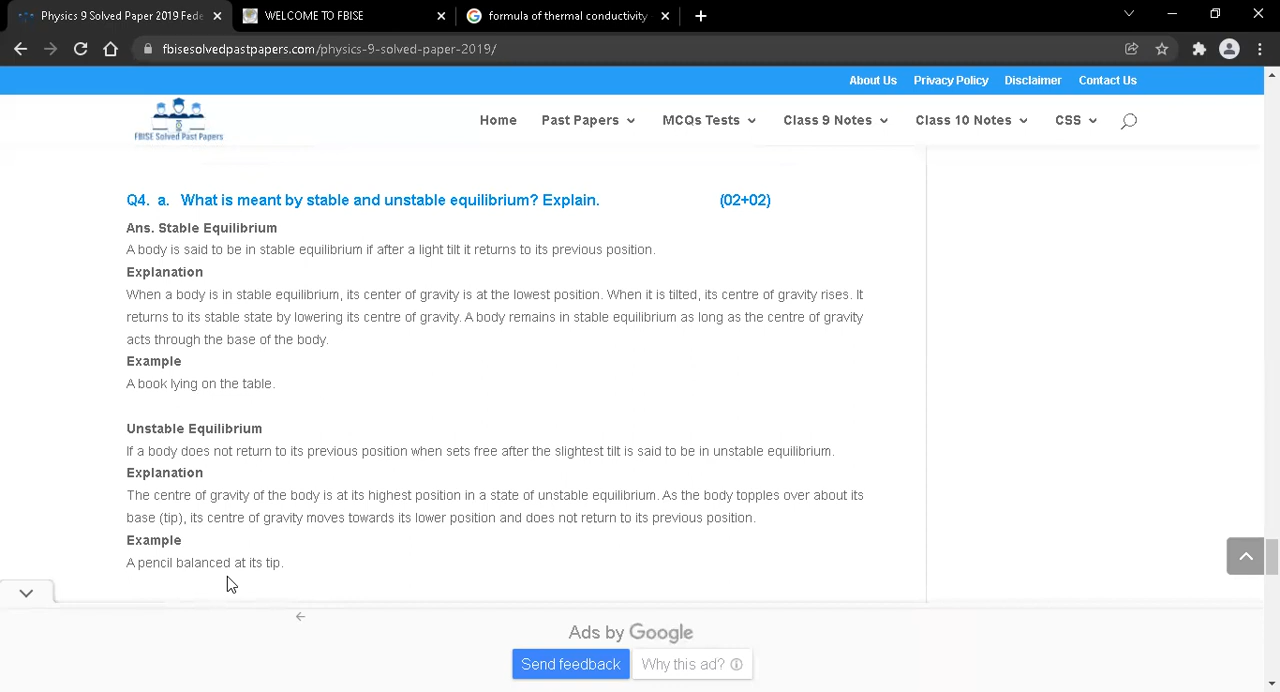 Physics 9 Solved Paper 2019 Fede
WELCOME TO FBISE
formula of thermal conductivity
fbisesolvedpastpapers.com/physics-9-solved-paper-2019/
About Us Privacy Policy Disclaimer Contact Us
FBISE Solved Past Papers
Home Past Papers MCQs Tests Class 9 Notes Class 10 Notes CSS
Q4. a. What is meant by stable and unstable equilibrium? Explain. (02+02)
Ans. Stable Equilibrium
A body is said to be in stable equilibrium if after a light tilt it returns to its previous position.
Explanation
When a body is in stable equilibrium, its center of gravity is at the lowest position. When it is tilted, its centre of gravity rises. It
returns to its stable state by lowering its centre of gravity. A body remains in stable equilibrium as long as the centre of gravity
acts through the base of the body.
Example
A book lying on the table.
Unstable Equilibrium
If a body does not return to its previous position when sets free after the slightest tilt is said to be in unstable equilibrium.
Explanation
The centre of gravity of the body is at its highest position in a state of unstable equilibrium. As the body topples over about its
base (tip), its centre of gravity moves towards its lower position and does not return to its previous position.
Example
A pencil balanced at its tip.
Ads by Google
Send feedback Why this ad?